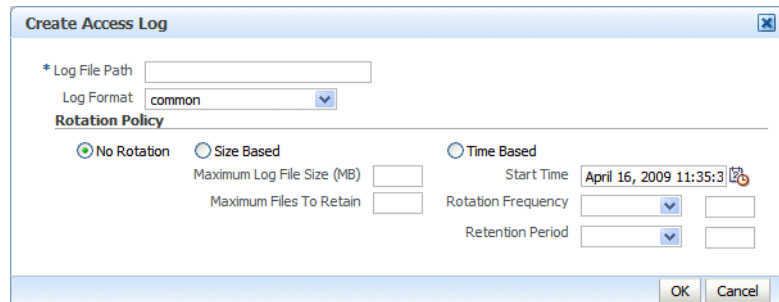 Create Access Log
* Log File Path
Log Format common
Rotation Policy
No Rotation Size Based Time Based
Maximum Log File Size (MB) Start Time April 16, 2009 11:35:3
Maximum Files To Retain Rotation Frequency
Retention Period
OK Cancel